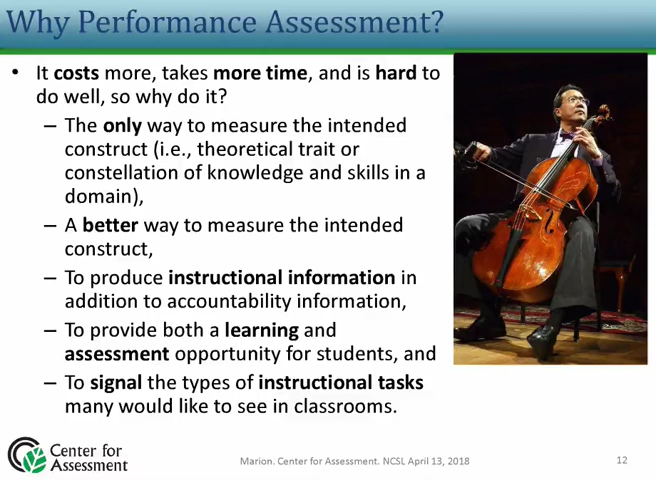 Why Performance Assessment?
• It costs more, takes more time, and is hard to
do well, so why do it?
– The only way to measure the intended
construct (i.e., theoretical trait or
constellation of knowledge and skills in a
domain),
– A better way to measure the intended
construct,
– To produce instructional information in
addition to accountability information,
– To provide both a learning and
assessment opportunity for students, and
– To signal the types of instructional tasks
many would like to see in classrooms.
Center for
Assessment
Marion. Center for Assessment. NCSL April 13, 2018
12